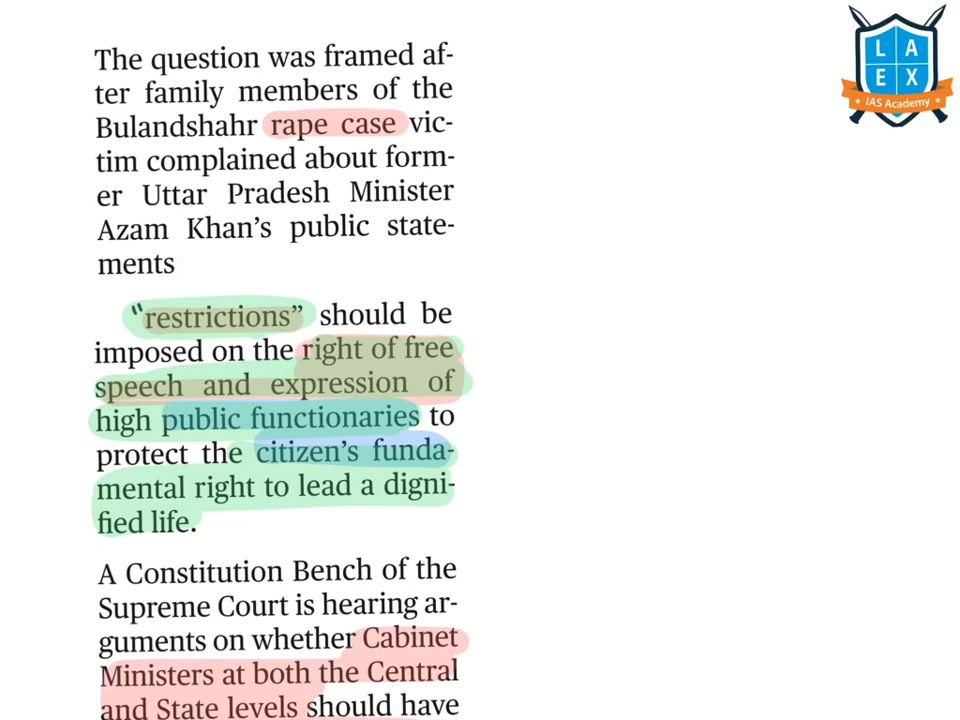 The question was framed af-
ter family members of the
Bulandshahr rape case vic-
tim complained about form-
er Uttar Pradesh Minister
Azam Khan's public state-
ments
"restrictions" should be
imposed on the right of free
speech and expression of
high public functionaries to
protect the citizen's funda-
mental right to lead a digni-
fied life.
A Constitution Bench of the
Supreme Court is hearing ar-
guments on whether Cabinet
Ministers at both the Central
and State levels should have
L A
E X
IAS Academy